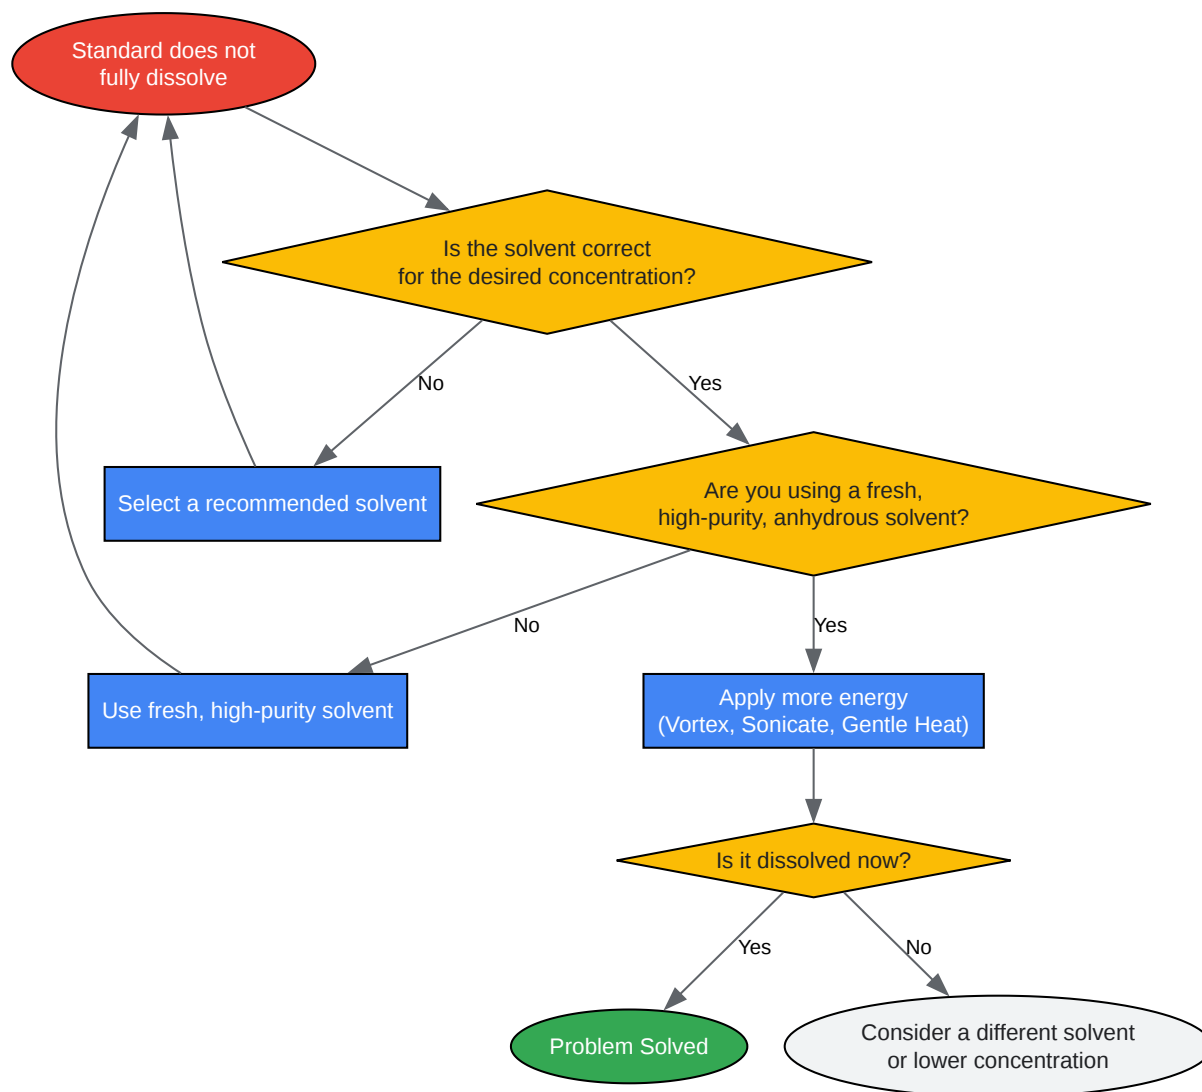 Standard does not
fully dissolve
Is the solvent correct
for the desired concentration?
No
Yes
Select a recommended solvent
Are you using a fresh,
high-purity, anhydrous solvent?
No
Yes
Use fresh, high-purity solvent
Apply more energy
(Vortex, Sonicate, Gentle Heat)
Is it dissolved now?
Yes
No
Problem Solved
Consider a different solvent
or lower concentration